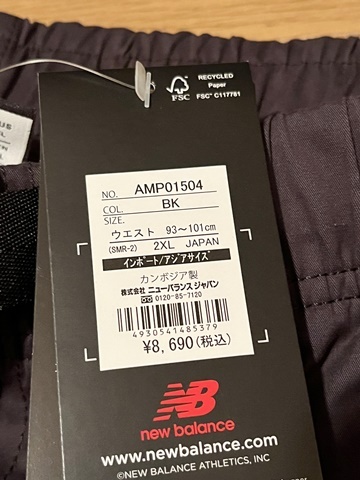 RECYCLED
Paper
FSC
FSC® C117781
NO. AMP01504
COL. BK
SIZE.
ウエスト 93〜101cm
(SMR-2) 2XL JAPAN
インポート/アジアサイズ
カンボジア製
株式会社ニューバランスジャパン
0120-85-7120
4930541485379
¥8,690(税込)
NB
new balance
www.newbalance.com
© NEW BALANCE ATHLETICS, INC